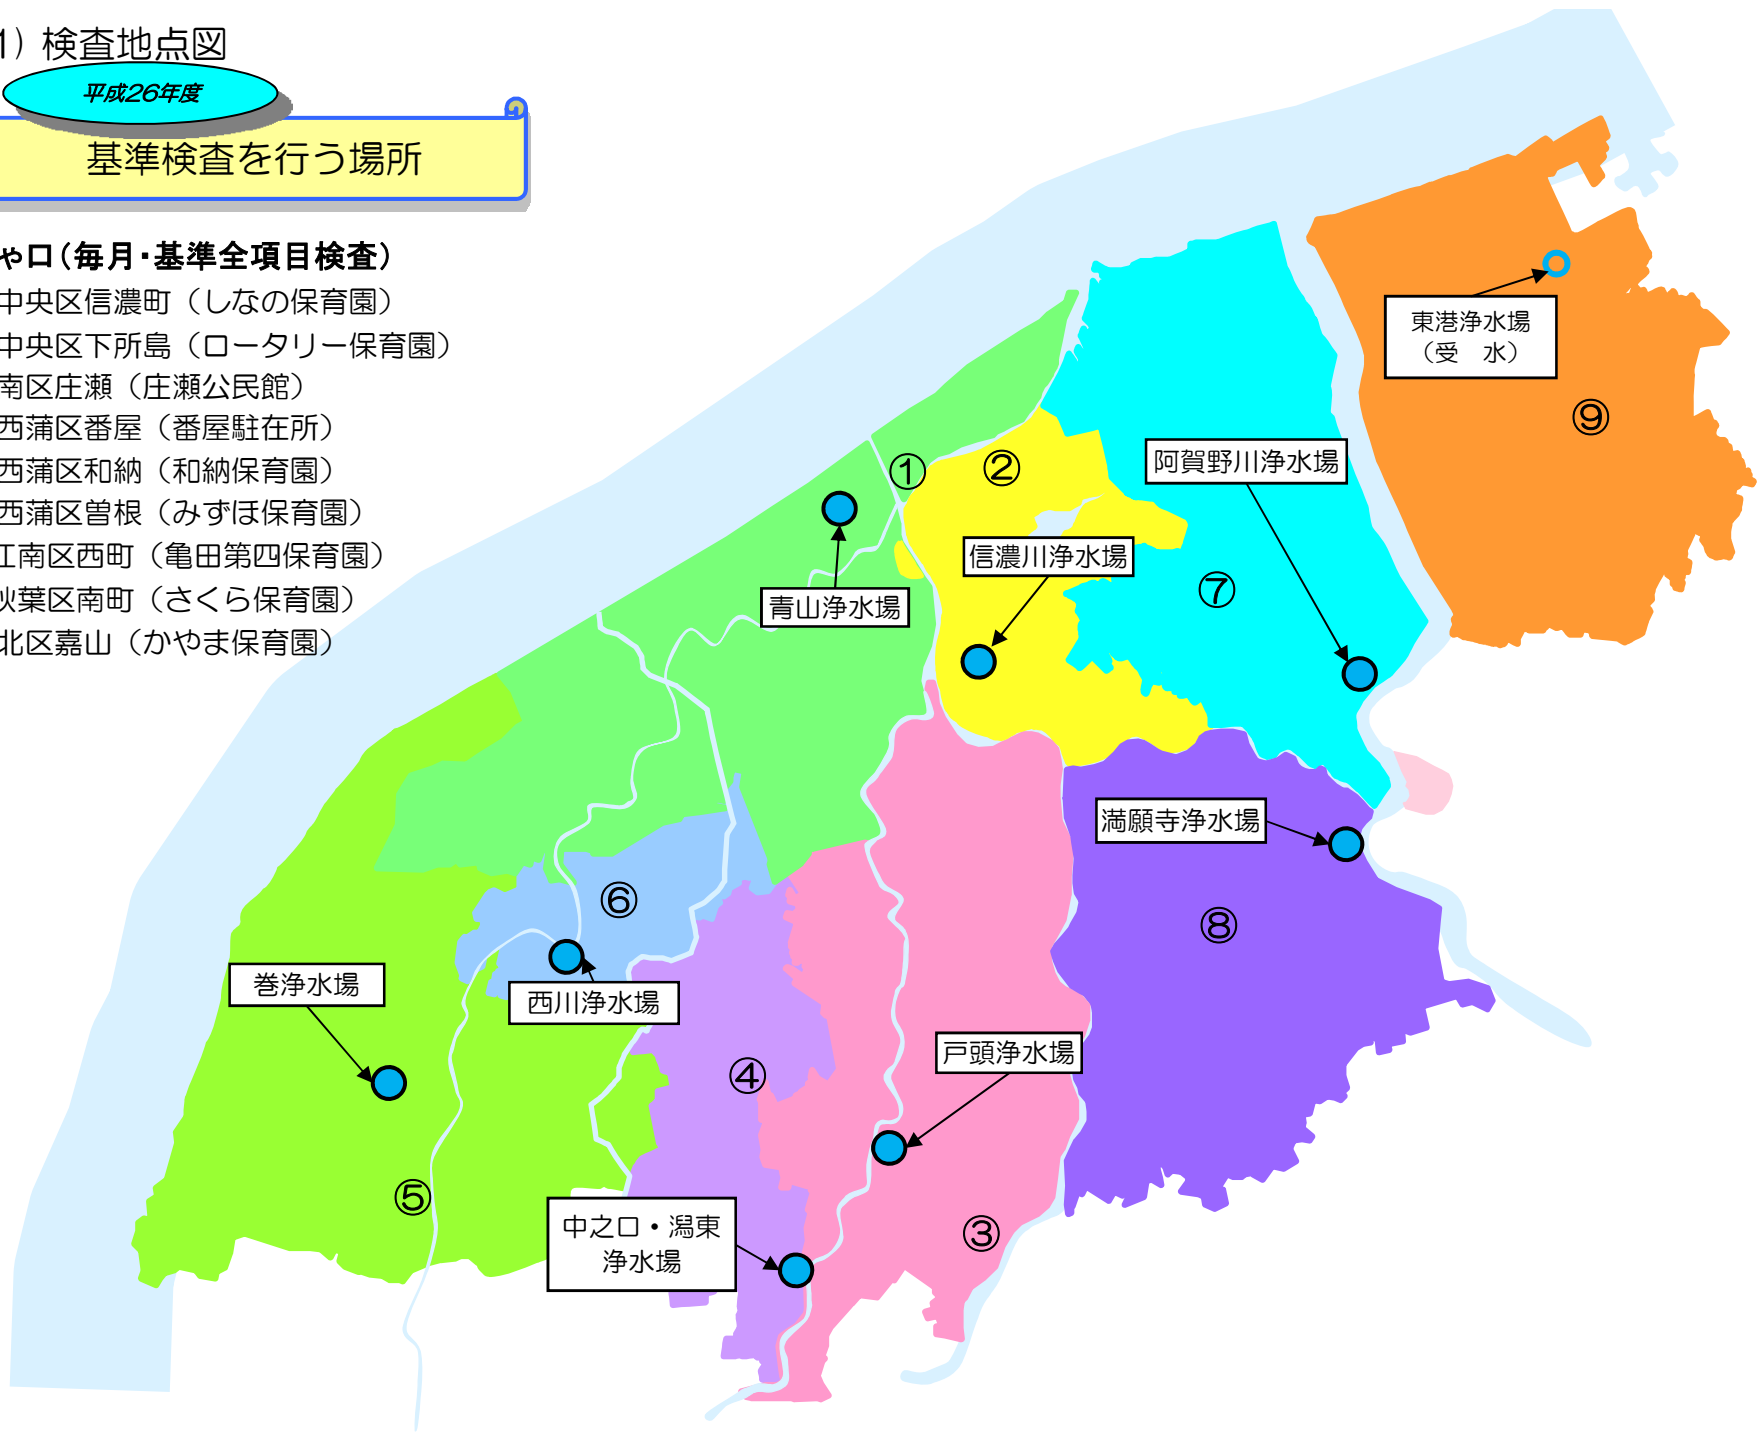 1) 検査地点図
平成26年度
基準検査を行う場所
ゃ口（毎月・基準全項目検査）
中央区信濃町（しなの保育園）
中央区下所島（ロータリー保育園）
南区庄瀬（庄瀬公民館）
西蒲区番屋（番屋駐在所）
西蒲区和納（和納保育園）
西蒲区曽根（みずほ保育園）
江南区西町（亀田第四保育園）
秋葉区南町（さくら保育園）
北区嘉山（かやま保育園）
東港浄水場
（受　水）
⑨
①
②
阿賀野川浄水場
信濃川浄水場
青山浄水場
⑦
満願寺浄水場
⑥
⑧
巻浄水場
西川浄水場
戸頭浄水場
④
⑤
中之口・潟東
浄水場
③